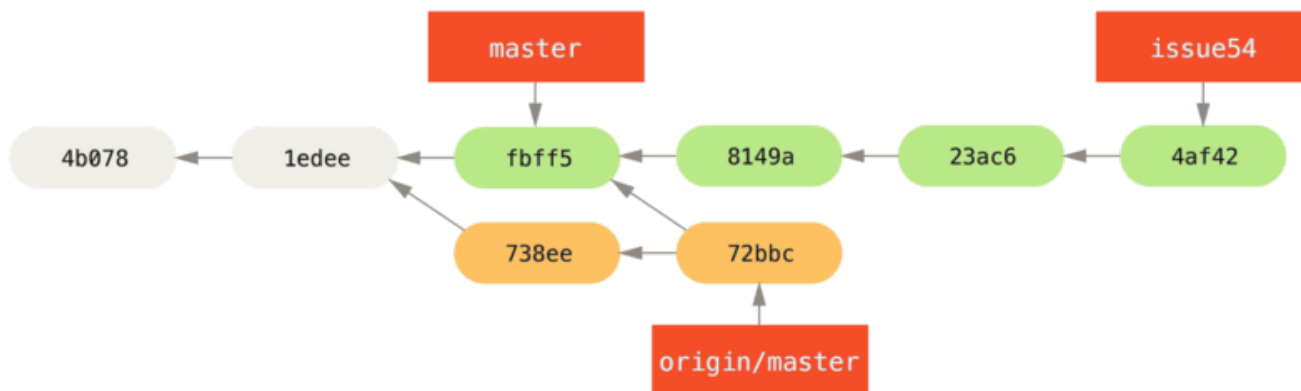 master
issue54
4b078
1edee
fbff5
8149a
23ac6
4af42
738ee
72bbc
origin/master